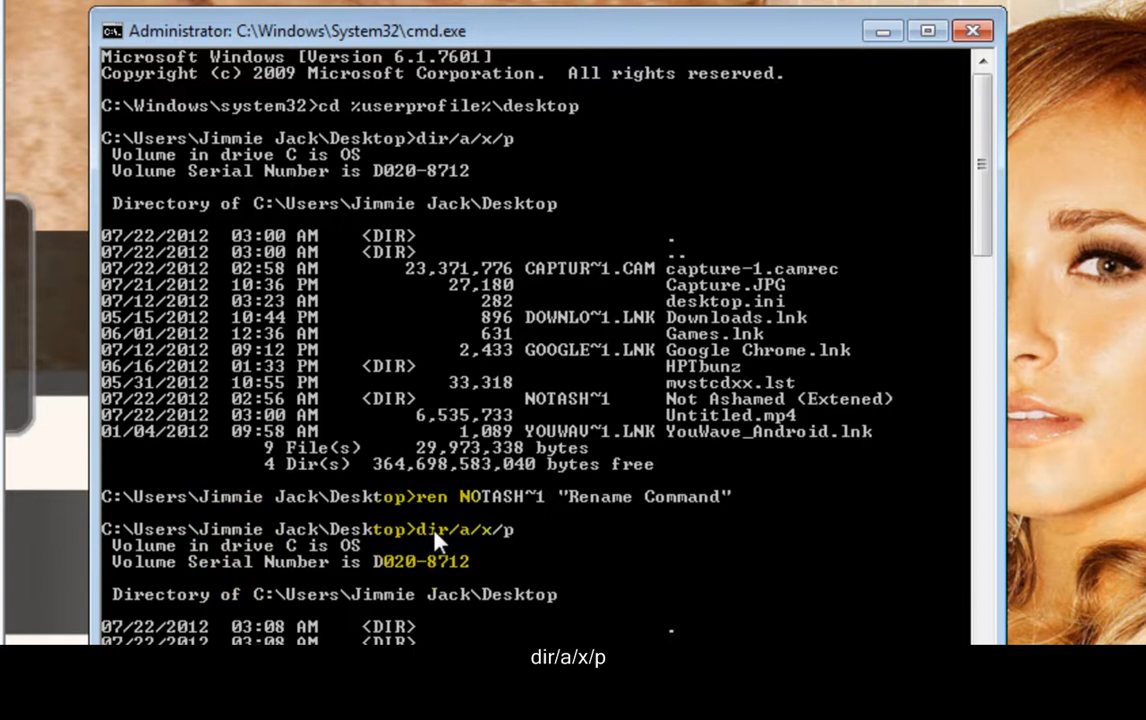 Administrator: C:\Windows\System32\cmd.exe
Microsoft Windows [Version 6.1.7601]
Copyright (c) 2009 Microsoft Corporation.  All rights reserved.
C:\Windows\system32>cd %userprofile%\desktop
C:\Users\Jimmie Jack\Desktop>dir/a/x/p
Volume in drive C is OS
Volume Serial Number is D020-8712
Directory of C:\Users\Jimmie Jack\Desktop
07/22/2012  03:00 AM    <DIR>                       .
07/22/2012  03:00 AM    <DIR>                       ..
07/22/2012  02:58 AM        23,371,776 CAPTUR~1.CAM capture-1.camrec
07/21/2012  10:36 PM            27,180              Capture.JPG
07/12/2012  03:23 AM               282              desktop.ini
05/15/2012  10:44 PM               896 DOWNLO~1.LNK Downloads.lnk
06/01/2012  12:36 AM               631              Games.lnk
07/12/2012  09:12 PM             2,433 GOOGLE~1.LNK Google Chrome.lnk
06/16/2012  01:33 PM    <DIR>                       HPTbunz
05/31/2012  10:55 PM            33,318              mvstcdxx.lst
07/22/2012  02:56 AM    <DIR>          NOTASH~1     Not Ashamed (Extened)
07/22/2012  03:00 AM         6,535,733              Untitled.mp4
01/04/2012  09:58 AM             1,089 YOUWAV~1.LNK YouWave_Android.lnk
9 File(s)     29,973,338 bytes
4 Dir(s)  364,698,583,040 bytes free
C:\Users\Jimmie Jack\Desktop>ren NOTASH~1 "Rename Command"
C:\Users\Jimmie Jack\Desktop>dir/a/x/p
Volume in drive C is OS
Volume Serial Number is D020-8712
Directory of C:\Users\Jimmie Jack\Desktop
07/22/2012  03:08 AM    <DIR>                       .
07/22/2012  03:08 AM    <DIR>
dir/a/x/p